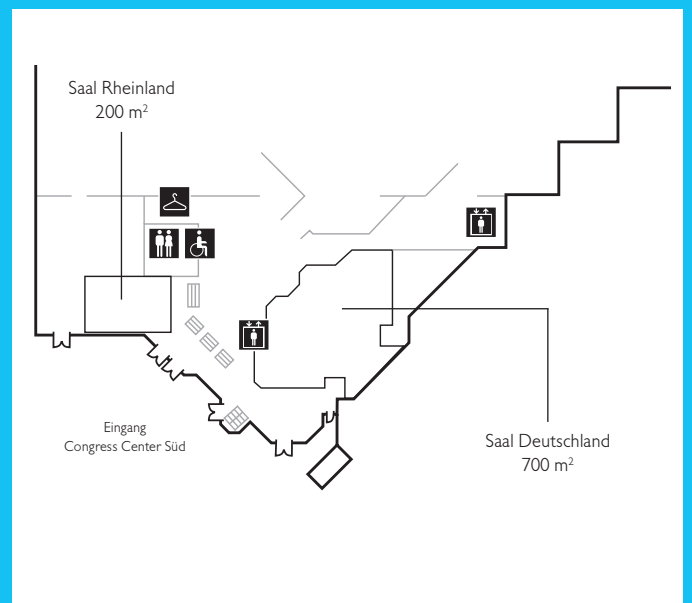 Saal Rheinland
200 m²
Eingang
Congress Center Süd
Saal Deutschland
700 m²